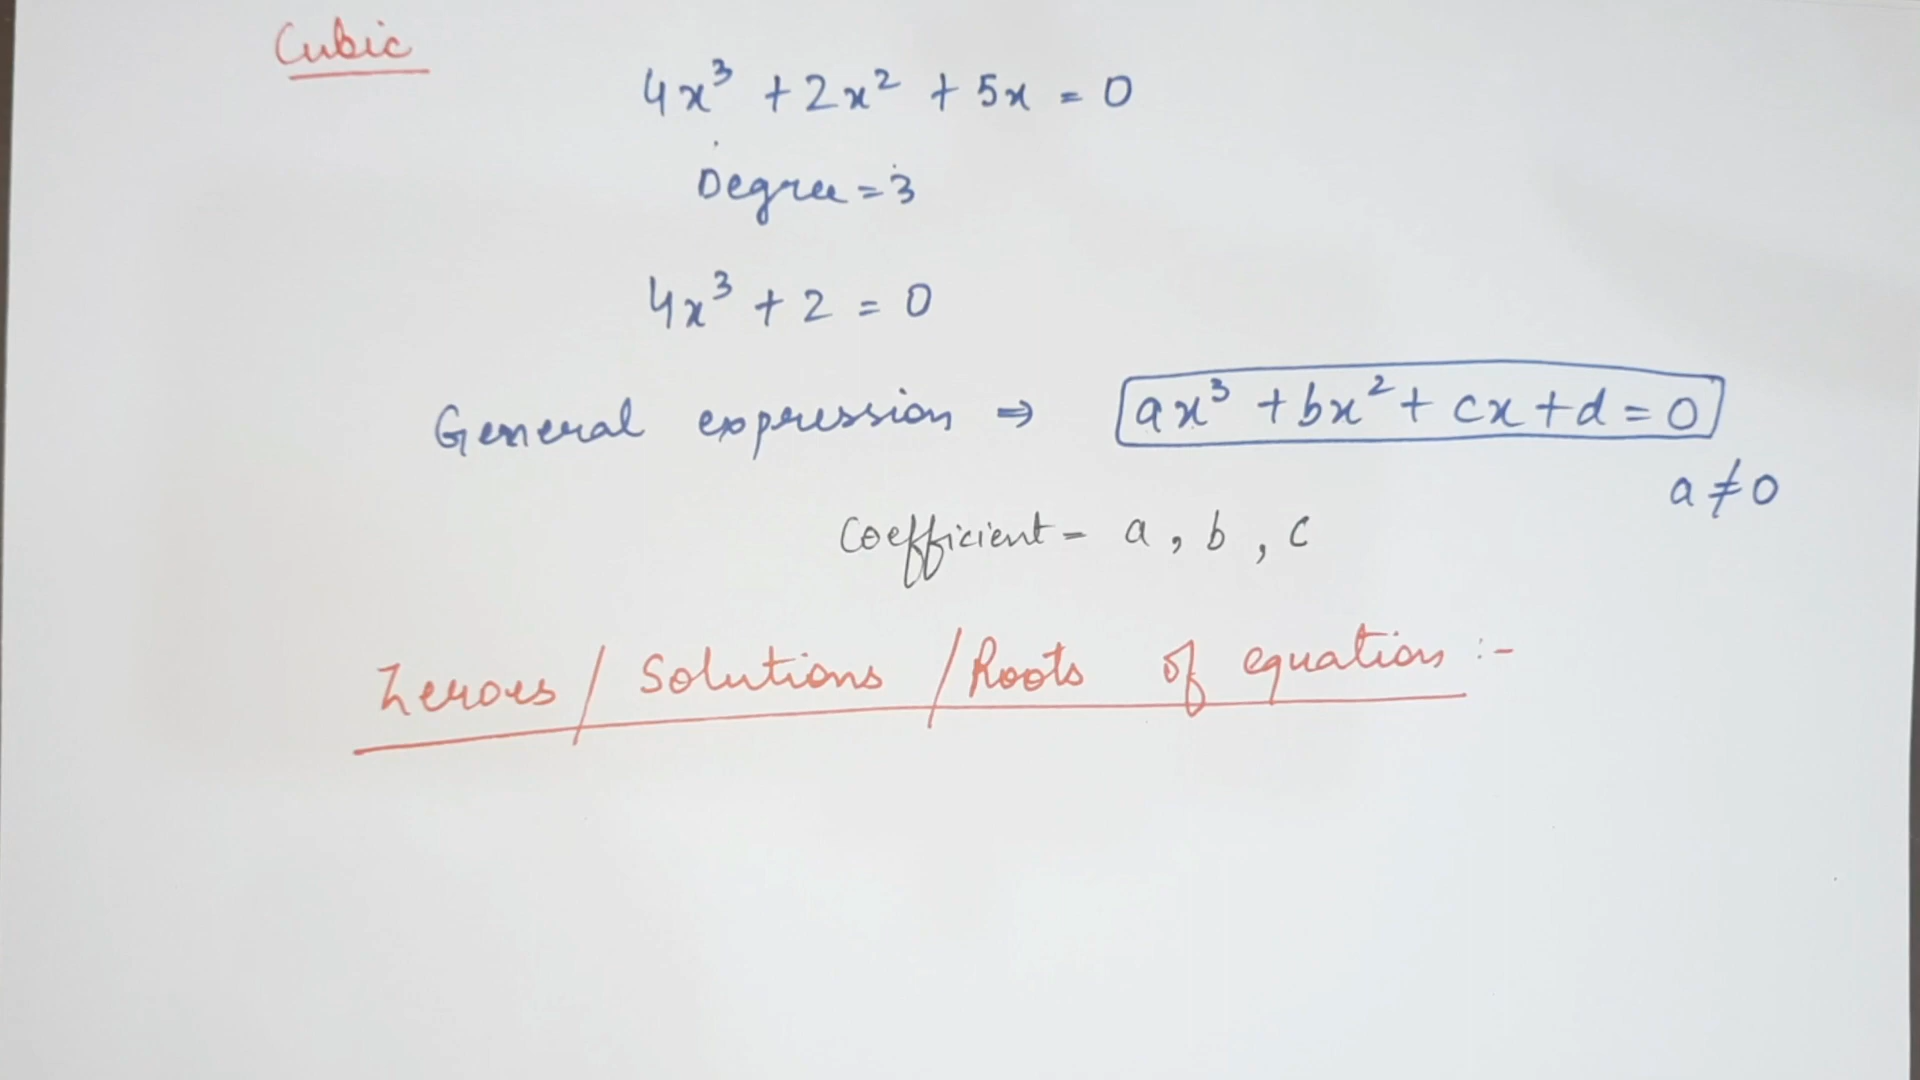 Cubic
4x³ + 2x² + 5x = 0
Degree = 3
4x³ + 2 = 0
General expression ⇒ ax³ + bx² + cx + d = 0
a ≠ 0
Coefficient = a, b, c
Zeroes / Solutions / Roots of equation :-